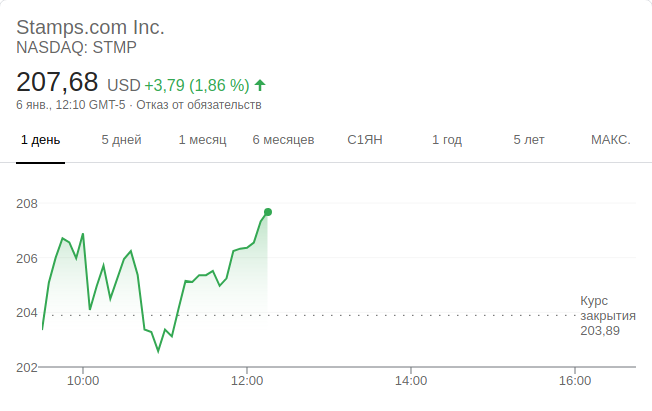 Stamps.com Inc.
NASDAQ: STMP
207,68 USD +3,79 (1,86 %)
6 янв., 12:10 GMT-5 · Отказ от обязательств
1 день 5 дней 1 месяц 6 месяцев С1ЯН 1 год 5 лет МАКС.
208
206
204
202
Курс
закрытия
203,89
10:00 12:00 14:00 16:00